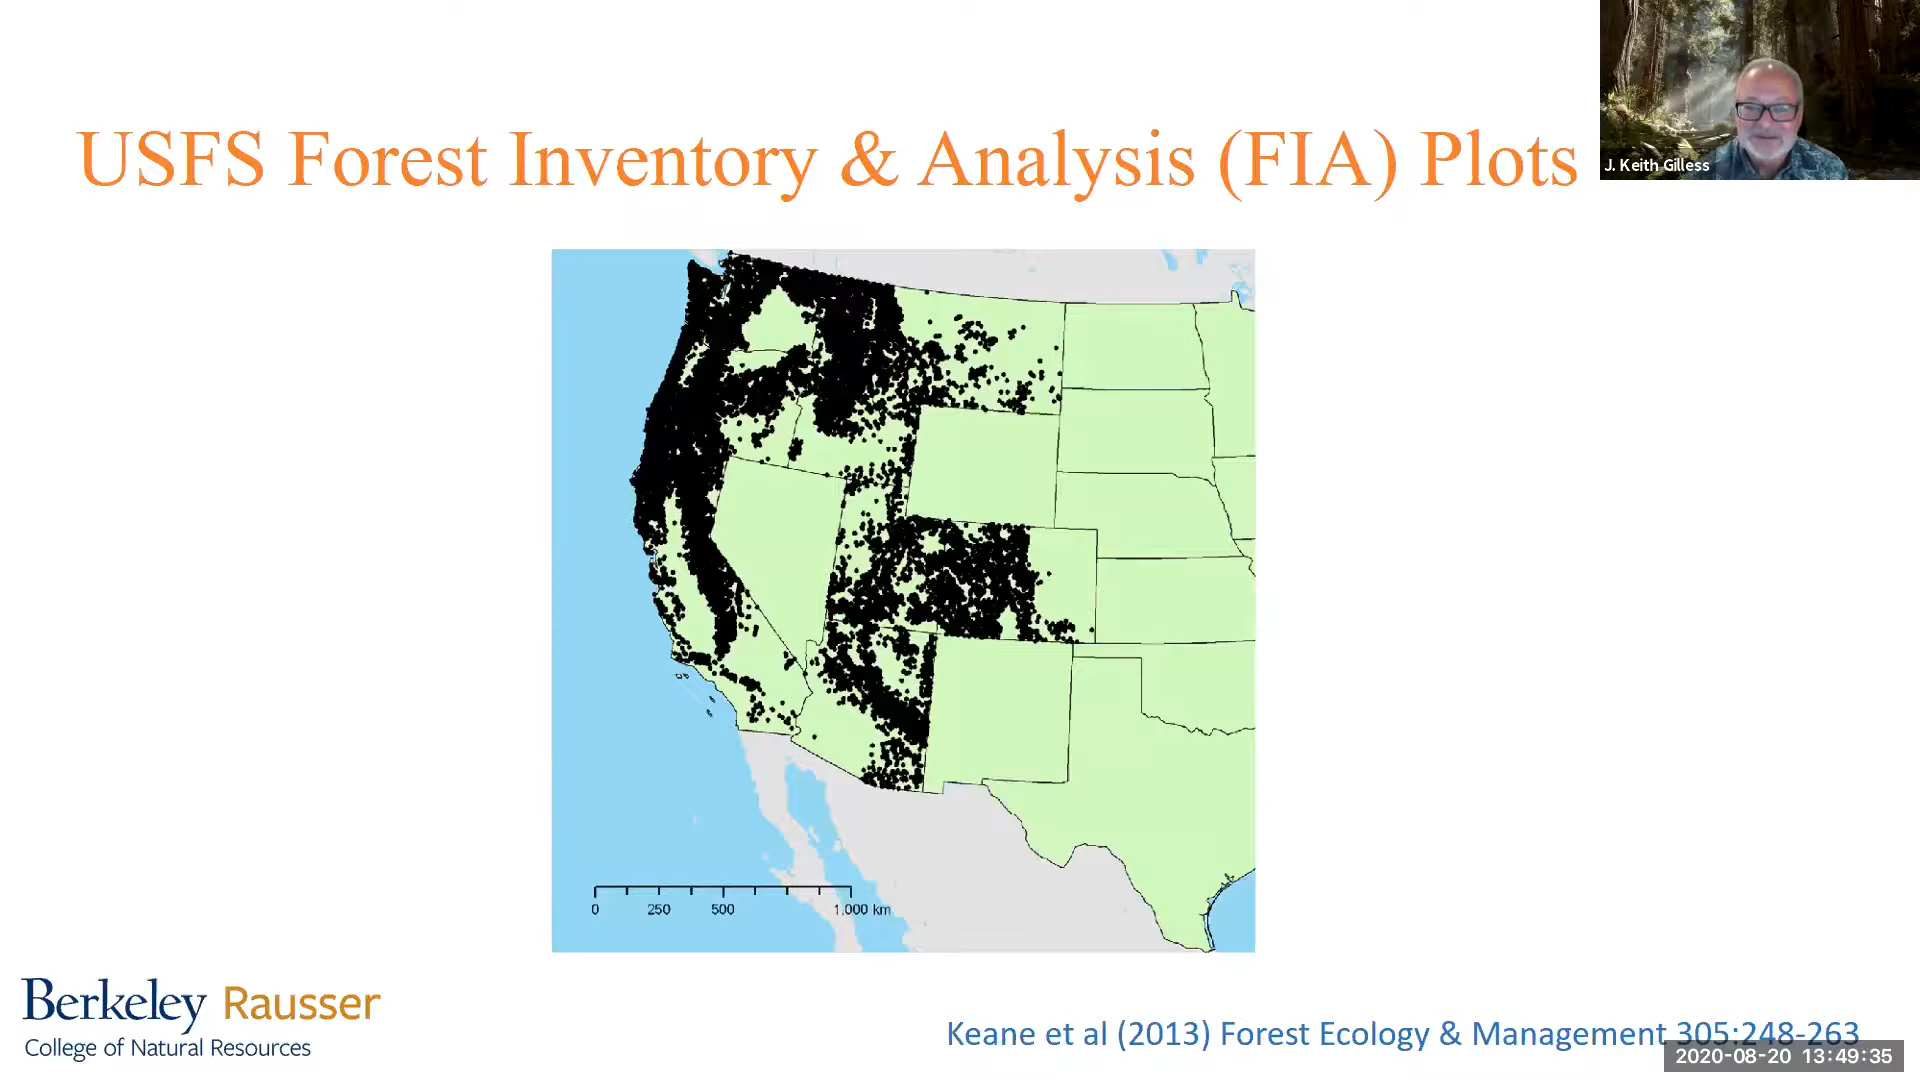 USFS Forest Inventory & Analysis (FIA) Plots
J. Keith Gilless
0 250 500 1,000 km
Berkeley Rausser
College of Natural Resources
Keane et al (2013) Forest Ecology & Management 305:248-263
2020-08-20 13:49:35